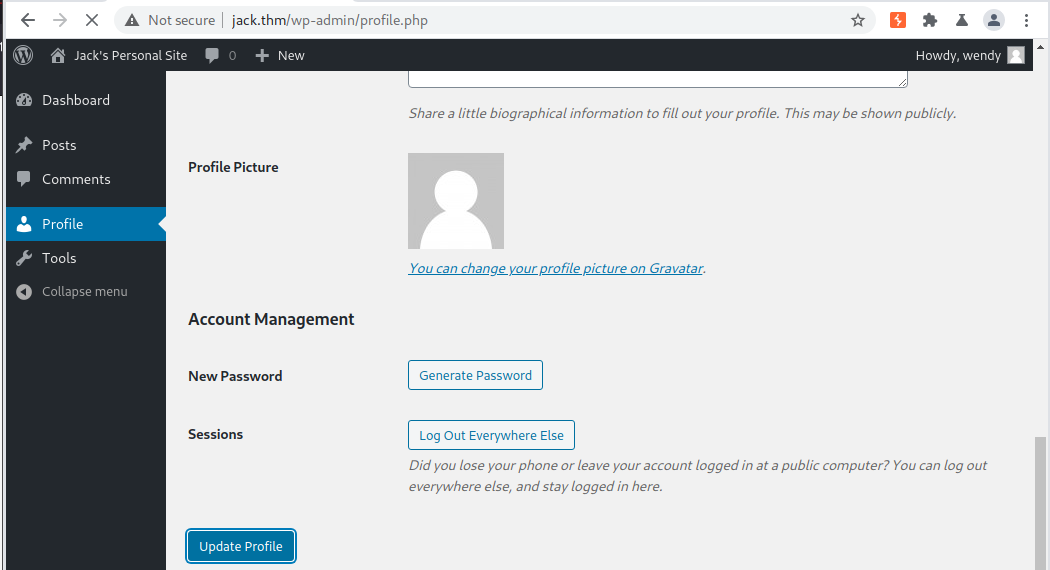 Not secure | jack.thm/wp-admin/profile.php
Jack's Personal Site 0 New Howdy, wendy
Dashboard
Posts
Comments
Profile
Tools
Collapse menu
Share a little biographical information to fill out your profile. This may be shown publicly.
Profile Picture
You can change your profile picture on Gravatar.
Account Management
New Password Generate Password
Sessions Log Out Everywhere Else
Did you lose your phone or leave your account logged in at a public computer? You can log out
everywhere else, and stay logged in here.
Update Profile